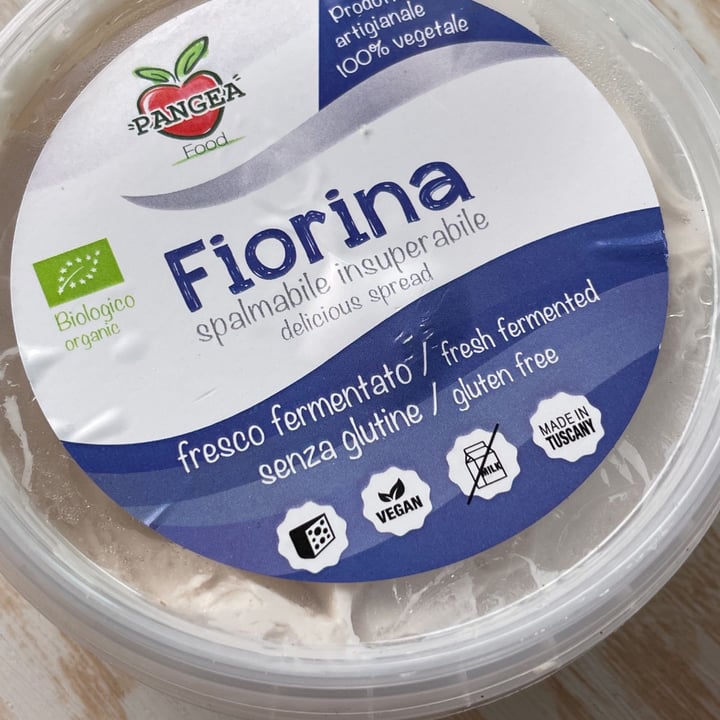 artigianale
100% vegetale
PANGEA
Food
Fiorina
spalmabile insuperabile
delicious spread
Biologico
organic
fresco fermentato / fresh fermented
senza glutine / gluten free
VEGAN
MILK
MADE IN
TUSCANY